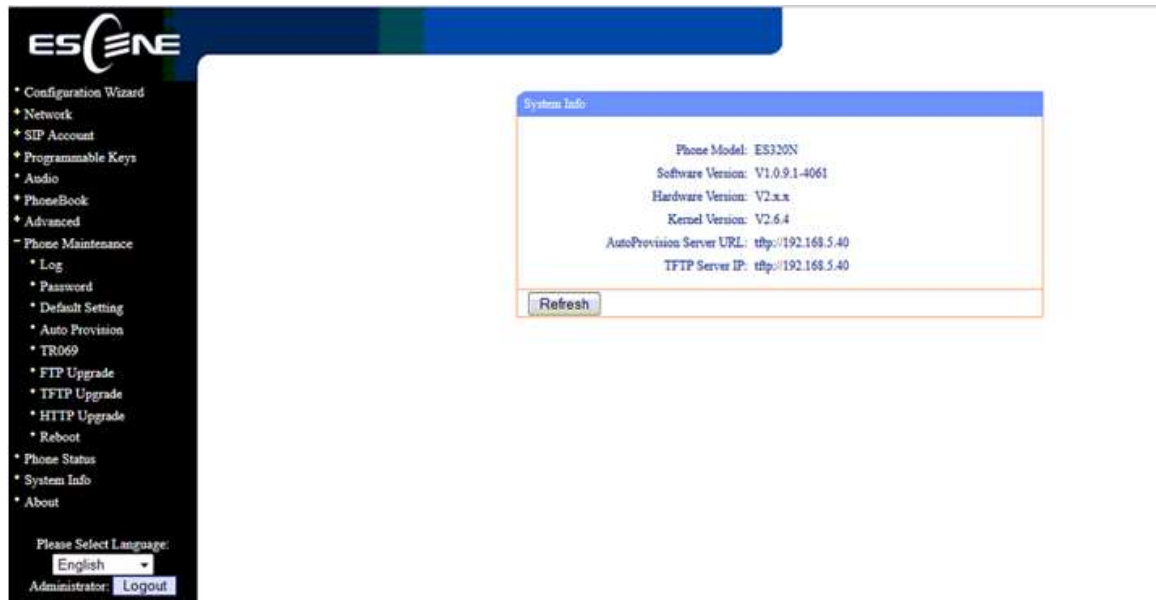 ESCENE
Configuration Wizard
Network
SIP Account
Programmable Keys
Audio
PhoneBook
Advanced
Phone Maintenance
Log
Password
Default Setting
Auto Provision
TR069
FTP Upgrade
TFTP Upgrade
HTTP Upgrade
Reboot
Phone Status
System Info
About
Please Select Language:
English
Administrator: Logout
System Info
Phone Model: ES320N
Software Version: V1.0.9.1-4061
Hardware Version: V2.x.x
Kernel Version: V2.6.4
AutoProvision Server URL: tftp://192.168.5.40
TFTP Server IP: tftp://192.168.5.40
Refresh